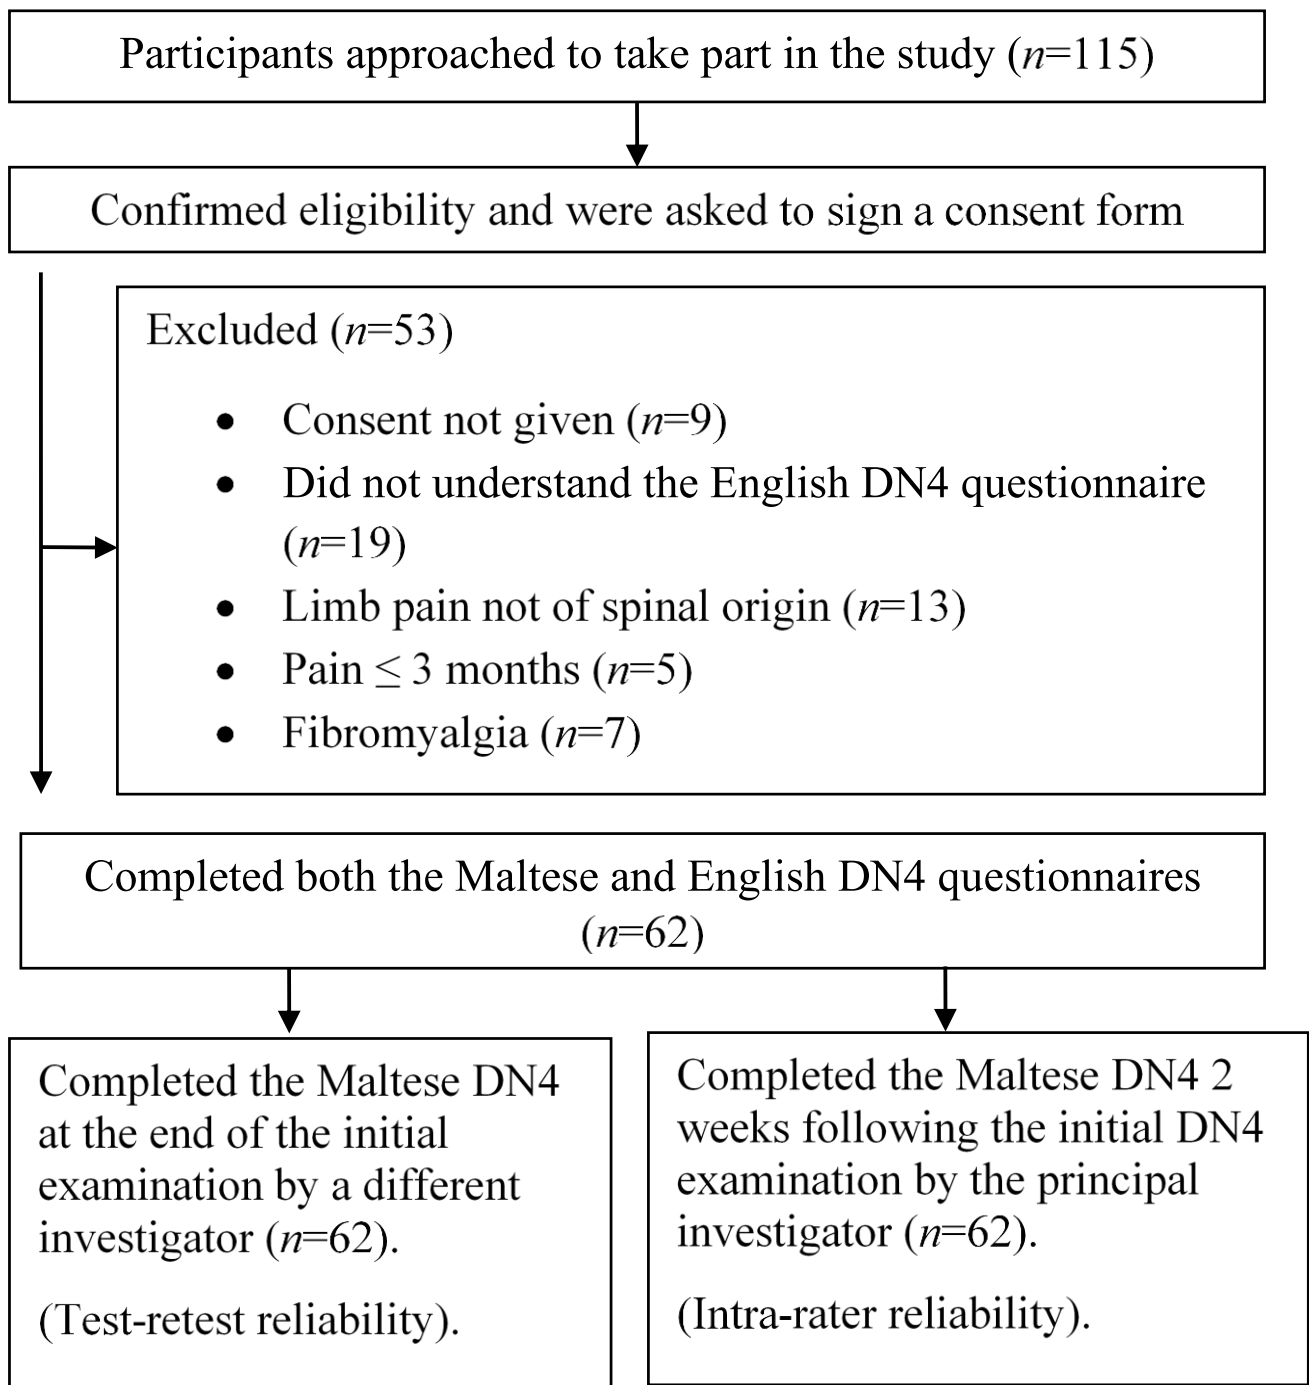 Participants approached to take part in the study (n=115)
Confirmed eligibility and were asked to sign a consent form
Excluded (n=53)
• Consent not given (n=9)
• Did not understand the English DN4 questionnaire
(n=19)
• Limb pain not of spinal origin (n=13)
• Pain ≤ 3 months (n=5)
• Fibromyalgia (n=7)
Completed both the Maltese and English DN4 questionnaires
(n=62)
Completed the Maltese DN4
at the end of the initial
examination by a different
investigator (n=62).
(Test-retest reliability).
Completed the Maltese DN4 2
weeks following the initial DN4
examination by the principal
investigator (n=62).
(Intra-rater reliability).